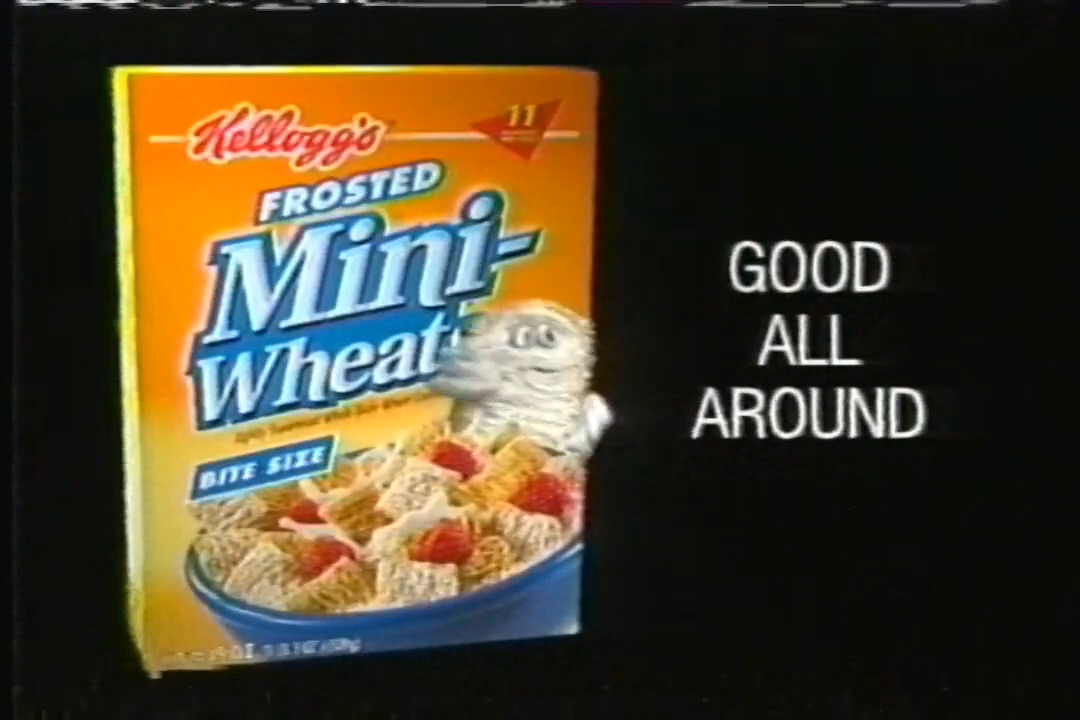 Kellogg's
11
FROSTED
Mini-
Wheat
BITE SIZE
GOOD
ALL
AROUND